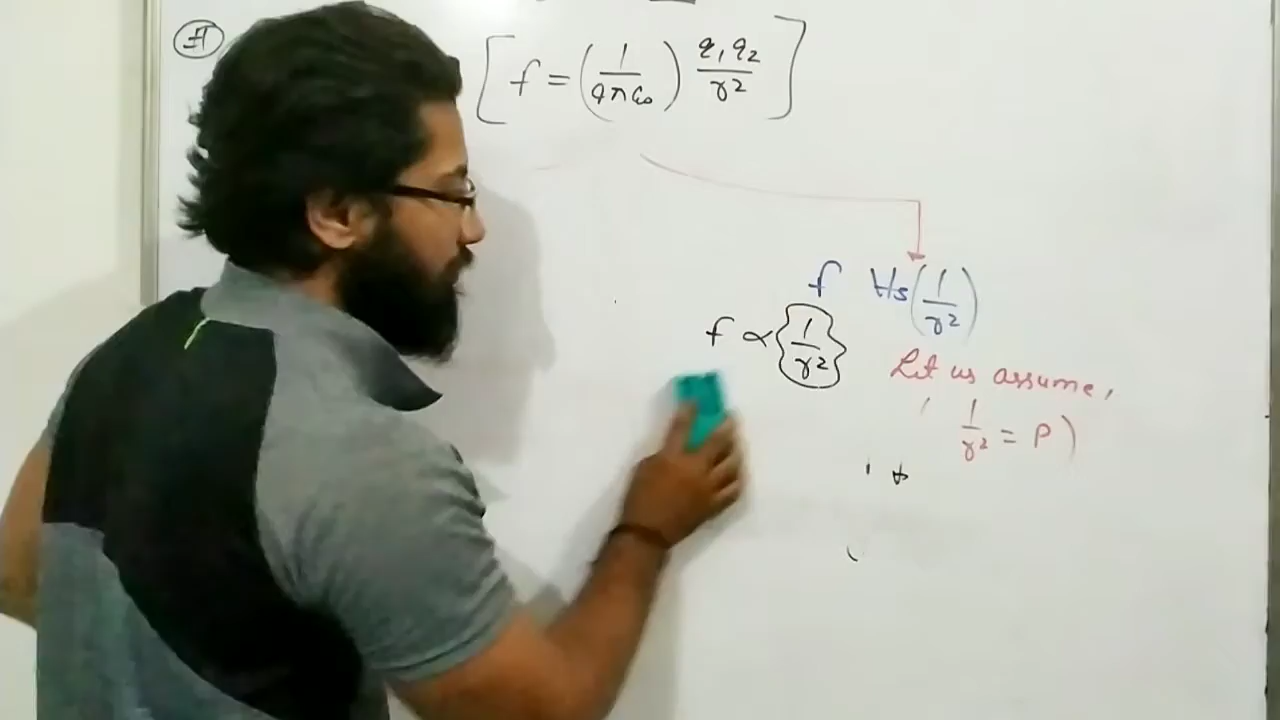 [ f = (1/4πε₀) q₁q₂/r² ]
f Vs (1/r²)
f ∝ {1/r²}
Let us assume,
( 1/r² = P )